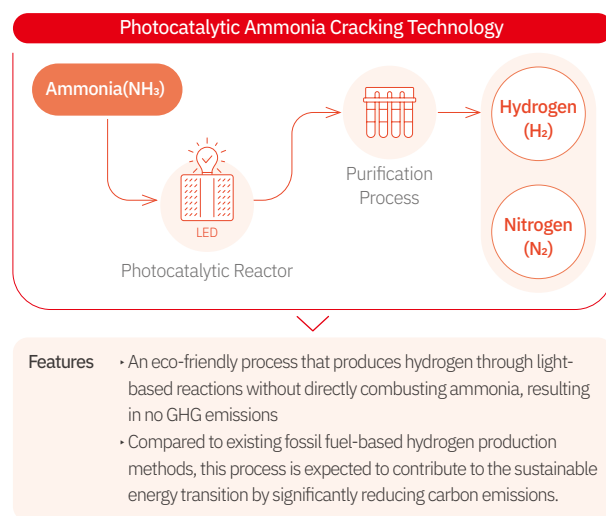 Photocatalytic Ammonia Cracking Technology
Ammonia(NH₃)
LED
Photocatalytic Reactor
Purification
Process
Hydrogen
(H₂)
Nitrogen
(N₂)
Features
‣ An eco-friendly process that produces hydrogen through light-
based reactions without directly combusting ammonia, resulting
in no GHG emissions
‣ Compared to existing fossil fuel-based hydrogen production
methods, this process is expected to contribute to the sustainable
energy transition by significantly reducing carbon emissions.